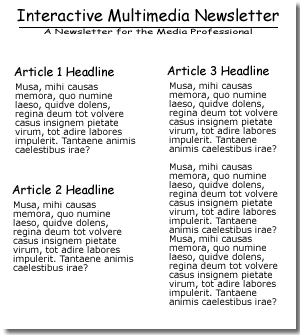 Interactive Multimedia Newsletter
A Newsletter for the Media Professional
Article 1 Headline
Musa, mihi causas
memora, quo numine
laeso, quidve dolens,
regina deum tot volvere
casus insignem pietate
virum, tot adire labores
impulerit. Tantaene animis
caelestibus irae?
Article 2 Headline
Musa, mihi causas
memora, quo numine
laeso, quidve dolens,
regina deum tot volvere
casus insignem pietate
virum, tot adire labores
impulerit. Tantaene animis
caelestibus irae?
Article 3 Headline
Musa, mihi causas
memora, quo numine
laeso, quidve dolens,
regina deum tot volvere
casus insignem pietate
virum, tot adire labores
impulerit. Tantaene
animis caelestibus irae?
Musa, mihi causas
memora, quo numine
laeso, quidve dolens,
regina deum tot volvere
casus insignem pietate
virum, tot adire labores
impulerit. Tantaene
animis caelestibus irae?
Musa, mihi causas
memora, quo numine
laeso, quidve dolens,
regina deum tot volvere
casus insignem pietate
virum, tot adire labores
impulerit. Tantaene
animis caelestibus irae?